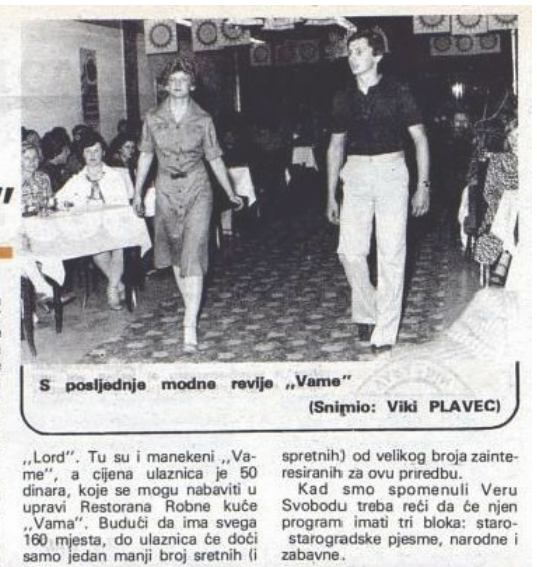 "
S posljednje modne revije „Vame"
(Snimio: Viki PLAVEC)
„Lord". Tu su i manekeni „Va-
me", a cijena ulaznica je 50
dinara, koje se mogu nabaviti u
upravi Restorana Robne kuće
„Vama". Budući da ima svega
160 mjesta, do ulaznica će doći
samo jedan manji broj sretnih (i
spretnih) od velikog broja zainte-
resiranih za ovu priredbu.
Kad smo spomenuli Veru
Svobodu treba reći da će njen
program imati tri bloka: staro-
starogradske pjesme, narodne i
zabavne.